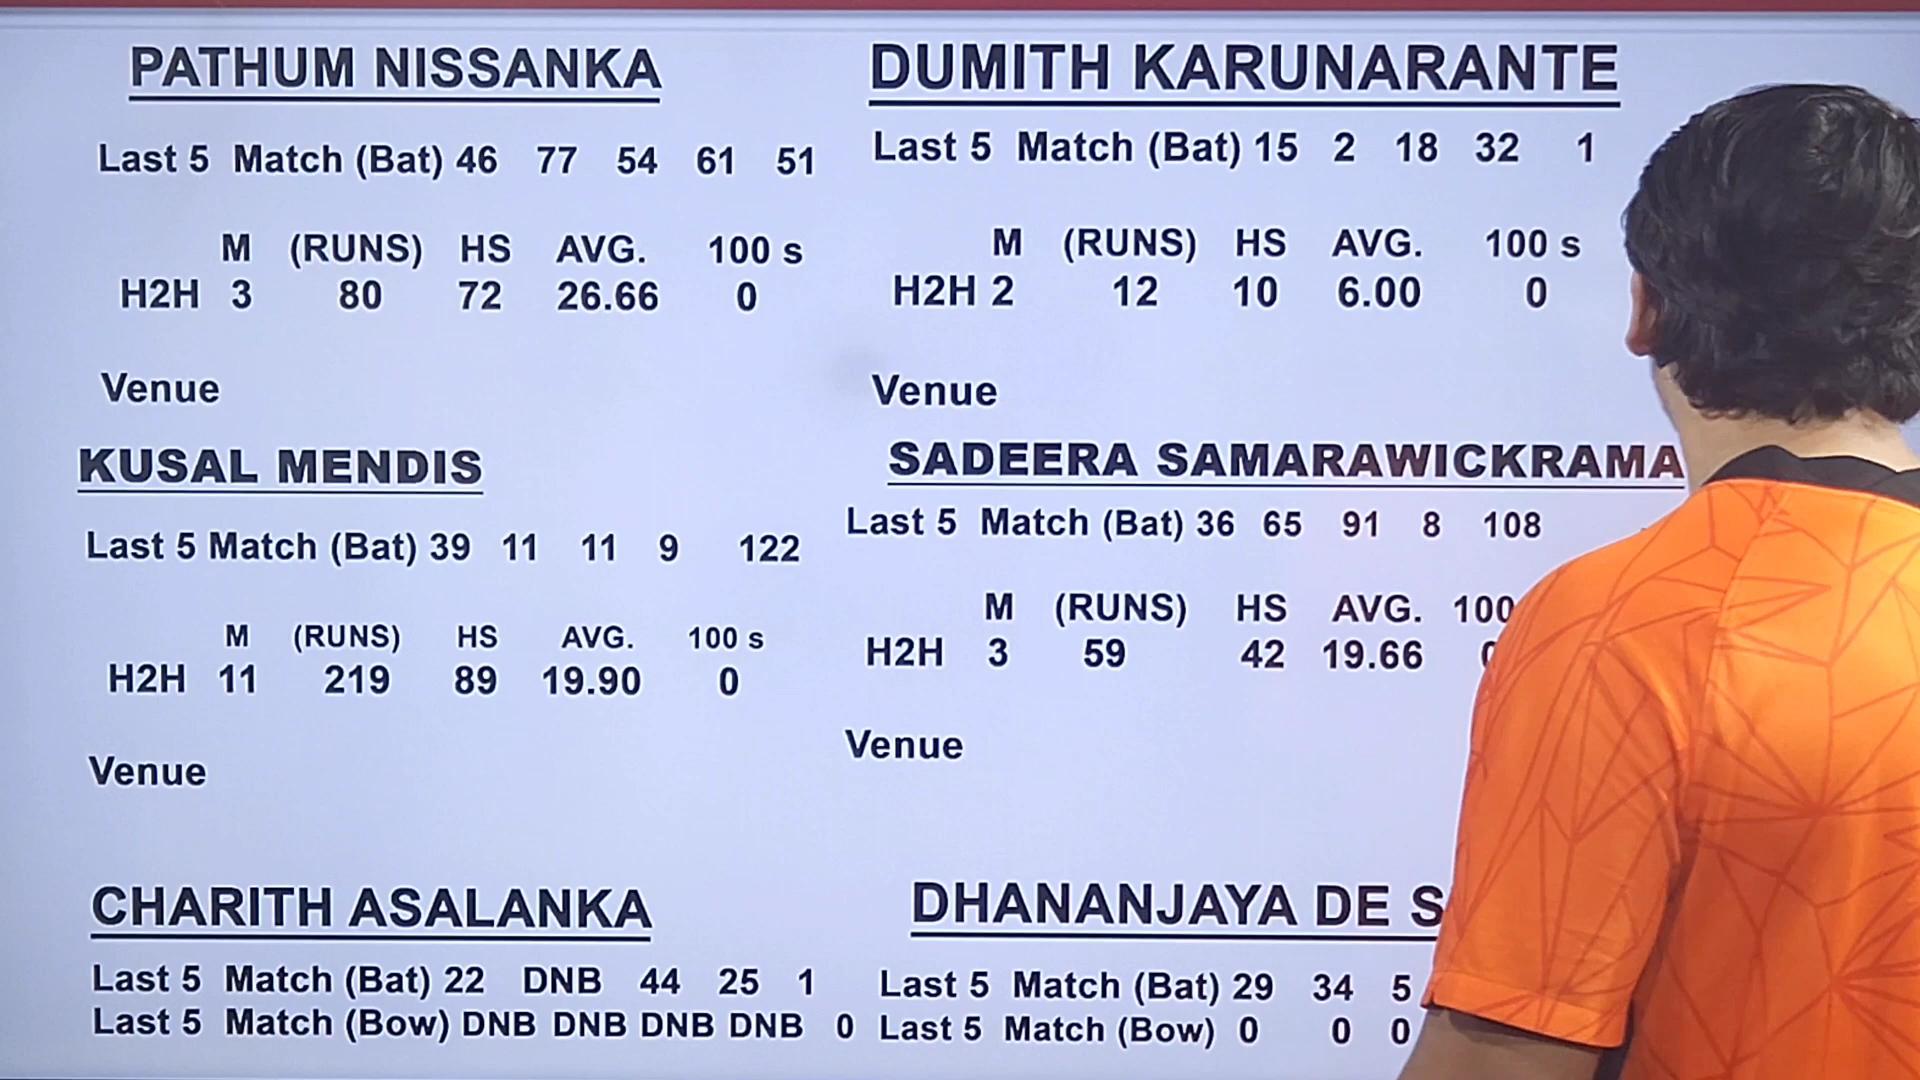 PATHUM NISSANKA
Last 5 Match (Bat) 46 77 54 61 51
M (RUNS) HS AVG. 100 s
H2H 3 80 72 26.66 0
Venue
DUMITH KARUNARANTE
Last 5 Match (Bat) 15 2 18 32 1
M (RUNS) HS AVG. 100 s
H2H 2 12 10 6.00 0
Venue
KUSAL MENDIS
Last 5 Match (Bat) 39 11 11 9 122
M (RUNS) HS AVG. 100 s
H2H 11 219 89 19.90 0
Venue
SADEERA SAMARAWICKRAMA
Last 5 Match (Bat) 36 65 91 8 108
M (RUNS) HS AVG. 100
H2H 3 59 42 19.66
Venue
CHARITH ASALANKA
Last 5 Match (Bat) 22 DNB 44 25 1
Last 5 Match (Bow) DNB DNB DNB DNB 0
DHANANJAYA DE S
Last 5 Match (Bat) 29 34 5
Last 5 Match (Bow) 0 0 0